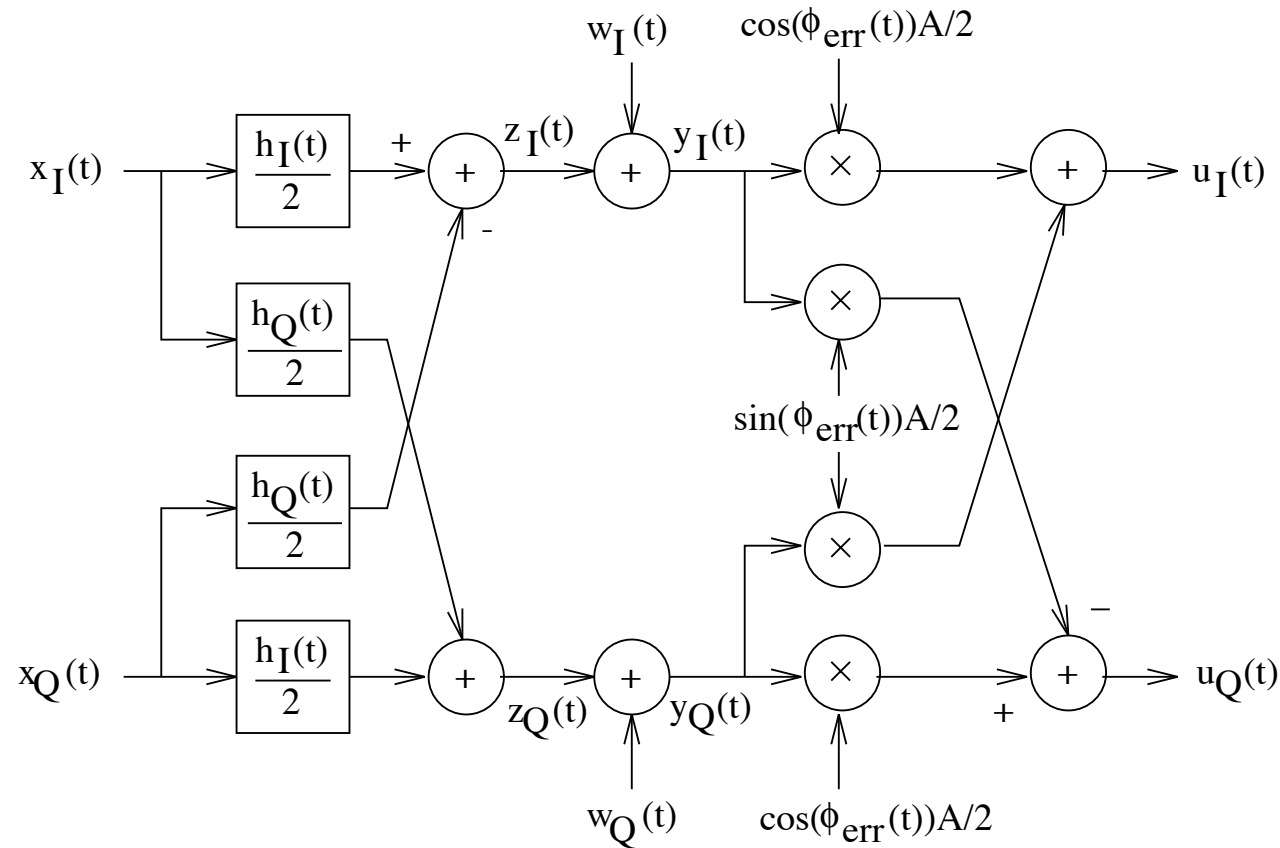 w_I(t)
cos(ϕ_err(t))A/2
x_I(t)
h_I(t)
2
+
+
z_I(t)
+
y_I(t)
×
+
u_I(t)
-
h_Q(t)
2
×
sin(ϕ_err(t))A/2
h_Q(t)
2
×
–
x_Q(t)
h_I(t)
2
+
z_Q(t)
+
y_Q(t)
×
+
+
u_Q(t)
w_Q(t)
cos(ϕ_err(t))A/2